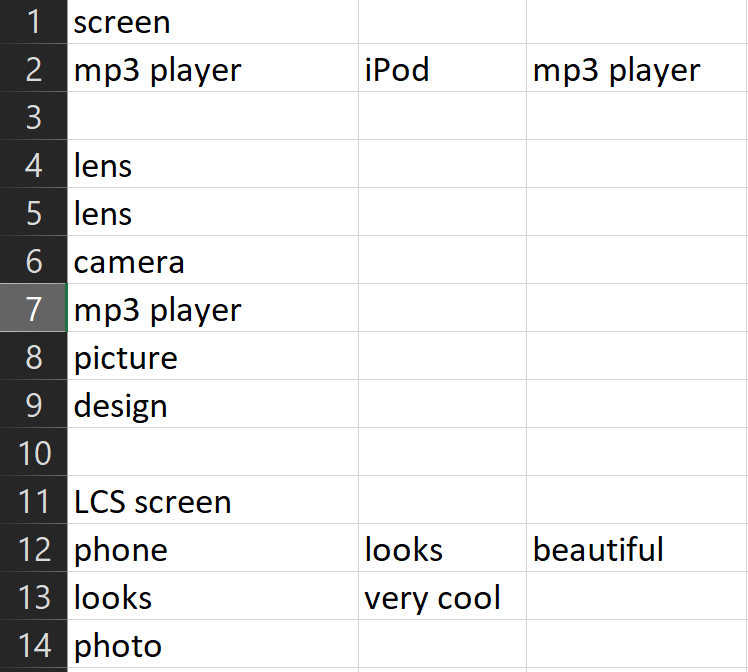 1 screen
2 mp3 player iPod mp3 player
3
4 lens
5 lens
6 camera
7 mp3 player
8 picture
9 design
10
11 LCS screen
12 phone looks beautiful
13 looks very cool
14 photo